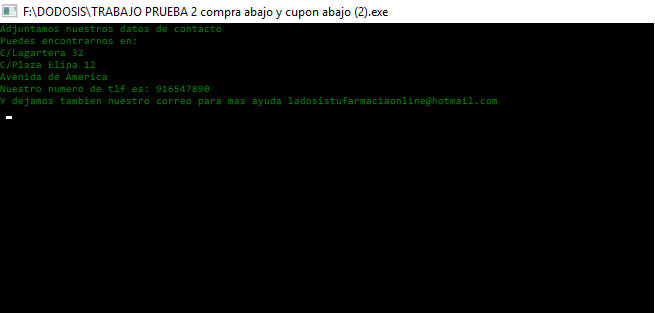 F:\DODOSIS\TRABAJO PRUEBA 2 compra abajo y cupon abajo (2).exe
Adjuntamos nuestros datos de contacto
Puedes encontrarnos en:
C/Lagartera 32
C/Plaza Elipa 12
Avenida de America
Nuestro numero de tlf es: 916547890
Y dejamos tambien nuestro correo para mas ayuda ladosistufarmaciaonline@hotmail.com